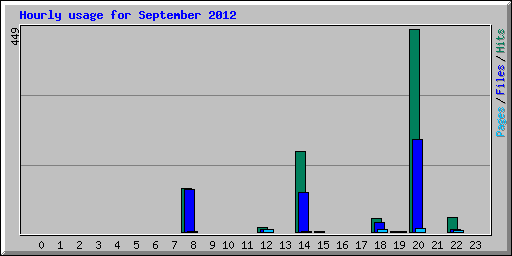 Hourly usage for September 2012
449
Pages/Files/Hits
0 1 2 3 4 5 6 7 8 9 10 11 12 13 14 15 16 17 18 19 20 21 22 23